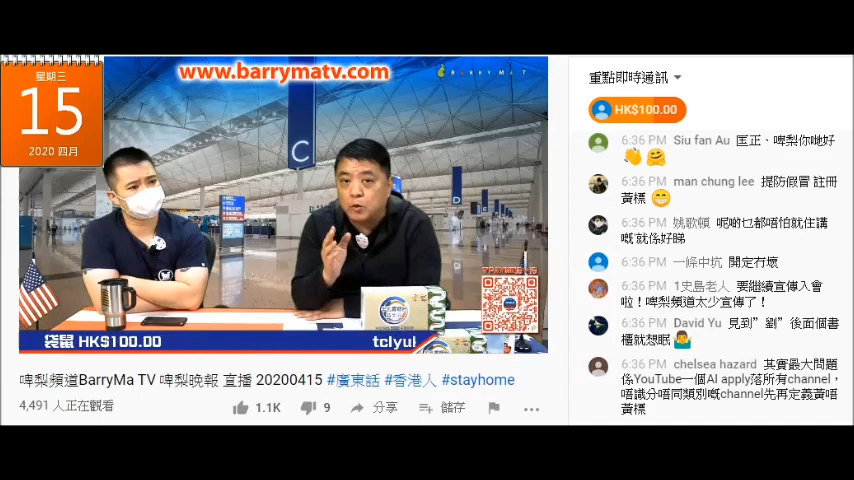 星期三
15
2020 四月
www.barrymatv.com
BARRYMAT
C
D
袋鼠 HK$100.00
tclyul
啤梨頻道BarryMa TV 啤梨晚報 直播 20200415 #廣東話 #香港人 #stayhome
4,491 人正在觀看
1.1K
9
分享
儲存
重點即時通訊
HK$100.00
6:36 PM Siu fan Au 匡正、啤梨你哋好
👏🤗
6:36 PM man chung lee 提防假冒 註冊
黃標 😁
6:36 PM 姚歌頓 呢啲乜都唔怕就住講
嘅就係好睇
6:36 PM 一條中坑 開定冇壞
6:36 PM 1史島老人 要繼續宣傳入會
啦！啤梨頻道太少宣傳了！
6:36 PM David Yu 見到”劉”後面個書
櫃就想眠 🤷‍♂️
6:36 PM chelsea hazard 其實最大問題
係YouTube一個AI apply落所有channel，
唔識分唔同類別嘅channel先再定義黃唔
黃標